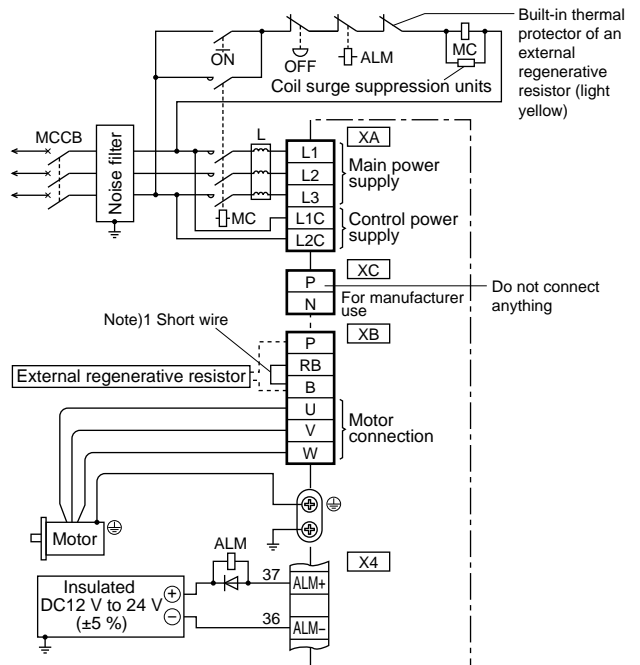 Built-in thermal
protector of an
external
regenerative
resistor (light
yellow)
ON
OFF
ALM
MC
Coil surge suppression units
MCCB
Noise filter
L
MC
XA
L1
L2
L3
Main power
supply
L1C
L2C
Control power
supply
XC
P
N
For manufacturer
use
Do not connect
anything
Note)1 Short wire
XB
P
RB
B
External regenerative resistor
U
V
W
Motor
connection
Motor
ALM
X4
Insulated
DC12 V to 24 V
(±5 %)
+
−
37
ALM+
36
ALM−